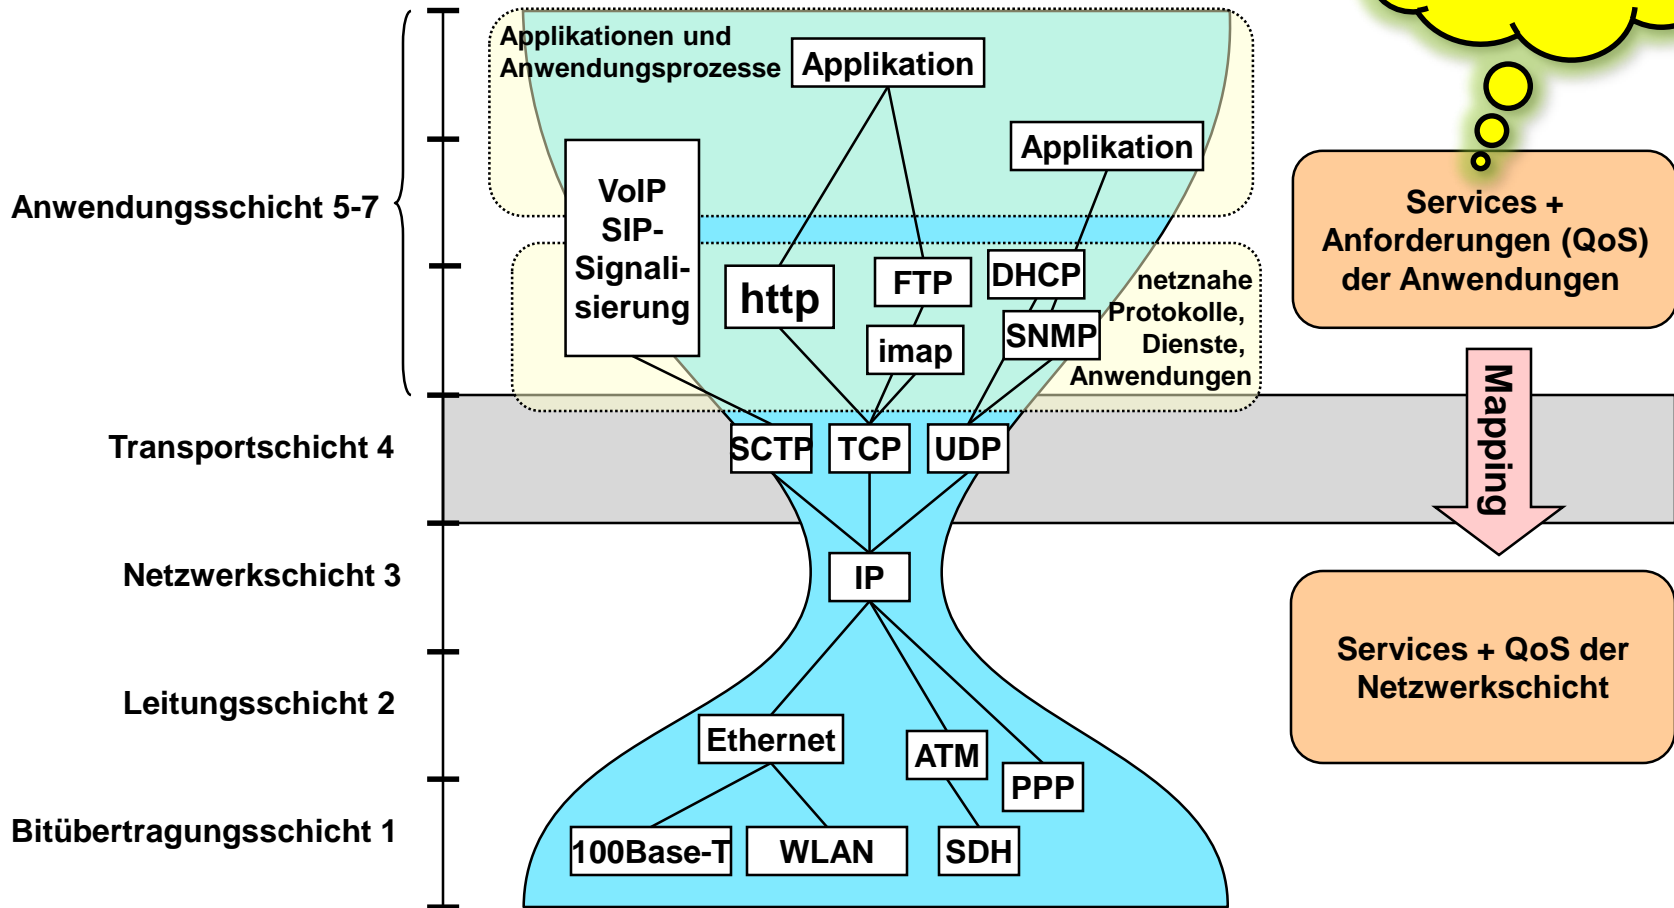 Applikationen und
Anwendungsprozesse
Applikation
Applikation
Anwendungsschicht 5-7
VoIP
SIP-
Signali-
sierung
http
FTP
imap
DHCP
SNMP
netznahe
Protokolle,
Dienste,
Anwendungen
Services +
Anforderungen (QoS)
der Anwendungen
Mapping
Transportschicht 4
SCTP
TCP
UDP
Netzwerkschicht 3
IP
Services + QoS der
Netzwerkschicht
Leitungsschicht 2
Ethernet
ATM
PPP
Bitübertragungsschicht 1
100Base-T
WLAN
SDH